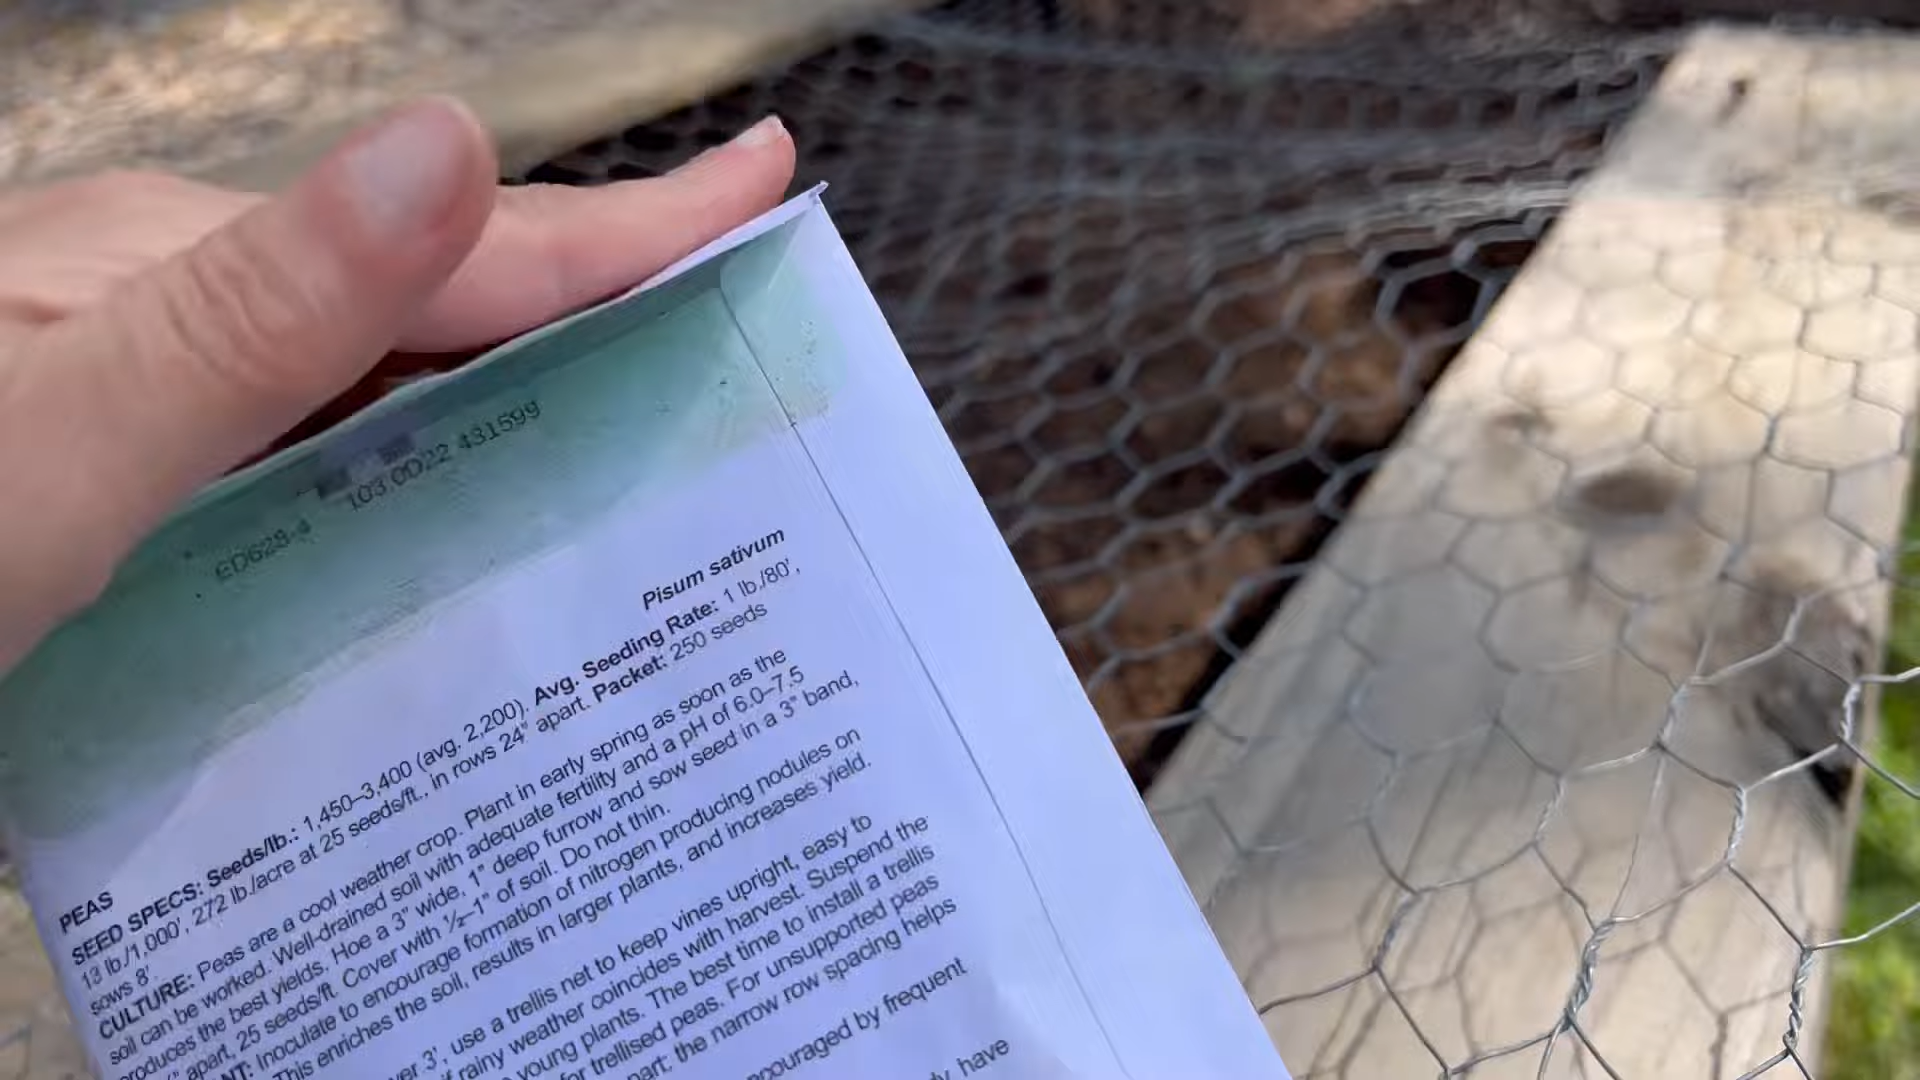 103.0D22 431599
ED628-4
Pisum sativum
PEAS
SEED SPECS: Seeds/lb.: 1,450–3,400 (avg. 2,200). Avg. Seeding Rate: 1 lb./80',
13 lb./1,000', 272 lb./acre at 25 seeds/ft., in rows 24" apart. Packet: 250 seeds
sows 8'.
CULTURE: Peas are a cool weather crop. Plant in early spring as soon as the
soil can be worked. Well-drained soil with adequate fertility and a pH of 6.0–7.5
produces the best yields. Hoe a 3" wide, 1" deep furrow and sow seed in a 3" band,
apart, 25 seeds/ft. Cover with ½–1" of soil. Do not thin.
Inoculate to encourage formation of nitrogen producing nodules on
This enriches the soil, results in larger plants, and increases yield.
3', use a trellis net to keep vines upright, easy to
rainy weather coincides with harvest. Suspend the
young plants. The best time to install a trellis
for trellised peas. For unsupported peas
the narrow row spacing helps
by frequent
have